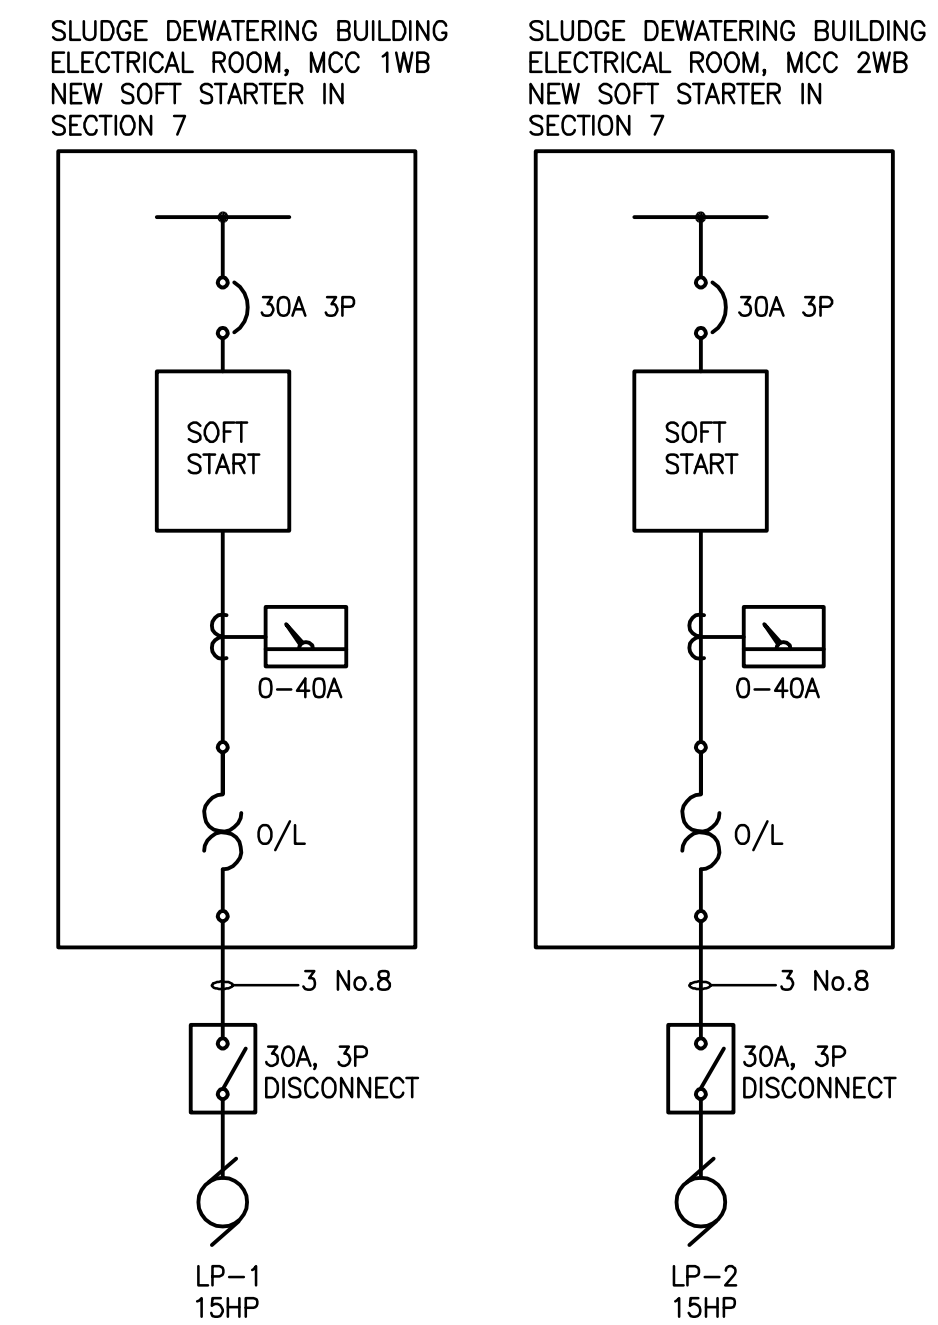 SLUDGE DEWATERING BUILDING
ELECTRICAL ROOM, MCC 1WB
NEW SOFT STARTER IN
SECTION 7
30A 3P
SOFT
START
0-40A
O/L
3 No.8
30A, 3P
DISCONNECT
LP-1
15HP
SLUDGE DEWATERING BUILDING
ELECTRICAL ROOM, MCC 2WB
NEW SOFT STARTER IN
SECTION 7
30A 3P
SOFT
START
0-40A
O/L
3 No.8
30A, 3P
DISCONNECT
LP-2
15HP